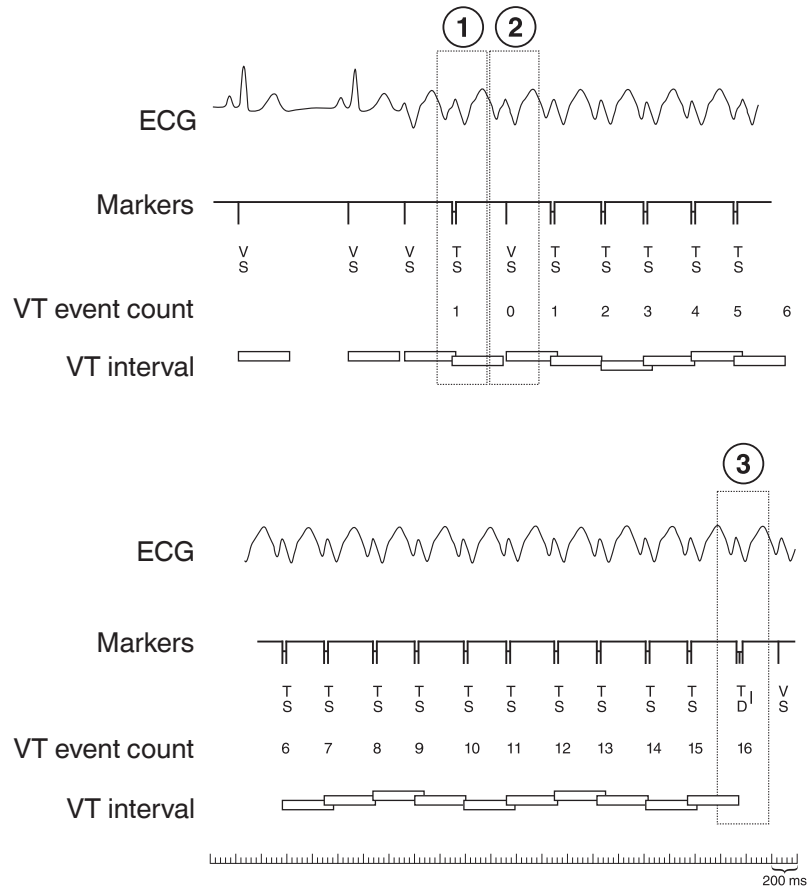 1 2
ECG
Markers
V V V T V T T T T T
S S S S S S S S S S
VT event count 1 0 1 2 3 4 5 6
VT interval
3
ECG
Markers
T T T T T T T T T T T V
S S S S S S S S S S D S
VT event count 6 7 8 9 10 11 12 13 14 15 16
VT interval
200 ms